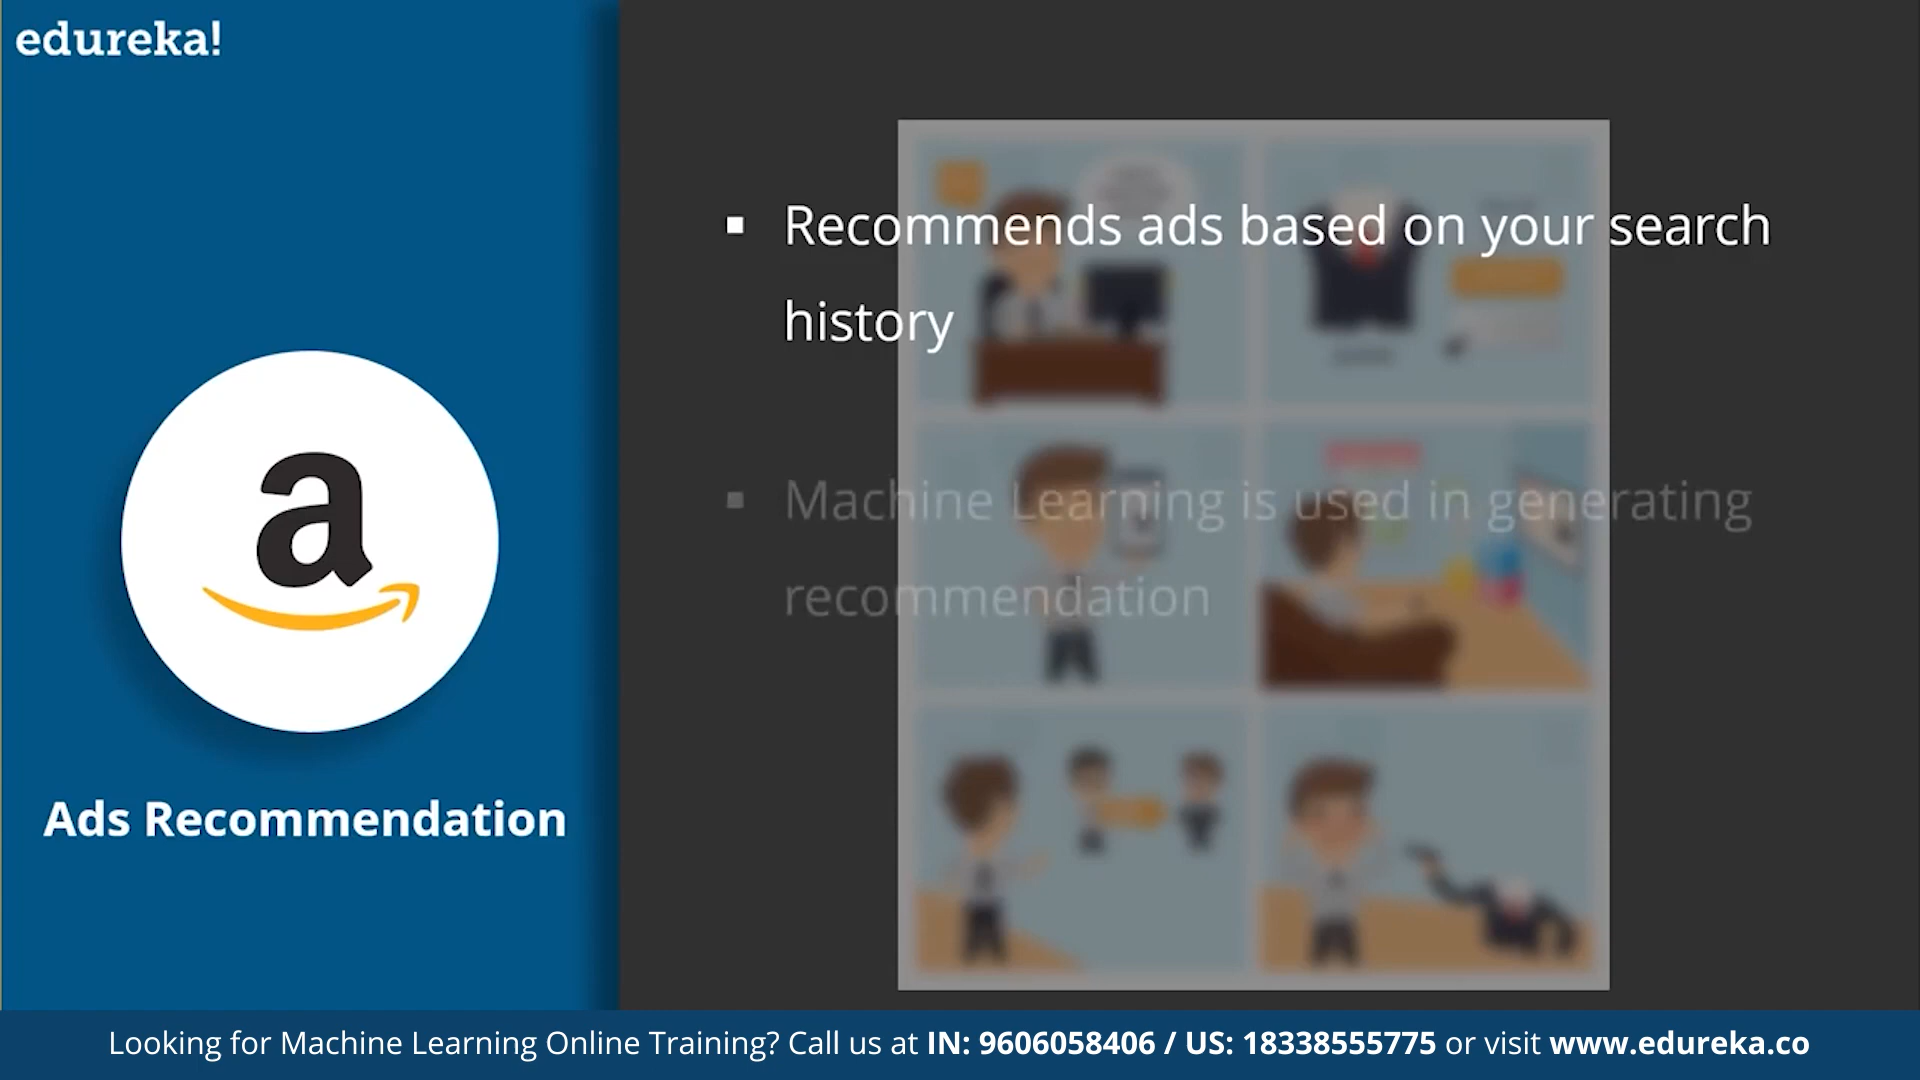 edureka!
▪ Recommends ads based on your search
history
▪ Machine Learning is used in generating
recommendation
a
Ads Recommendation
Looking for Machine Learning Online Training? Call us at IN: 9606058406 / US: 18338555775 or visit www.edureka.co